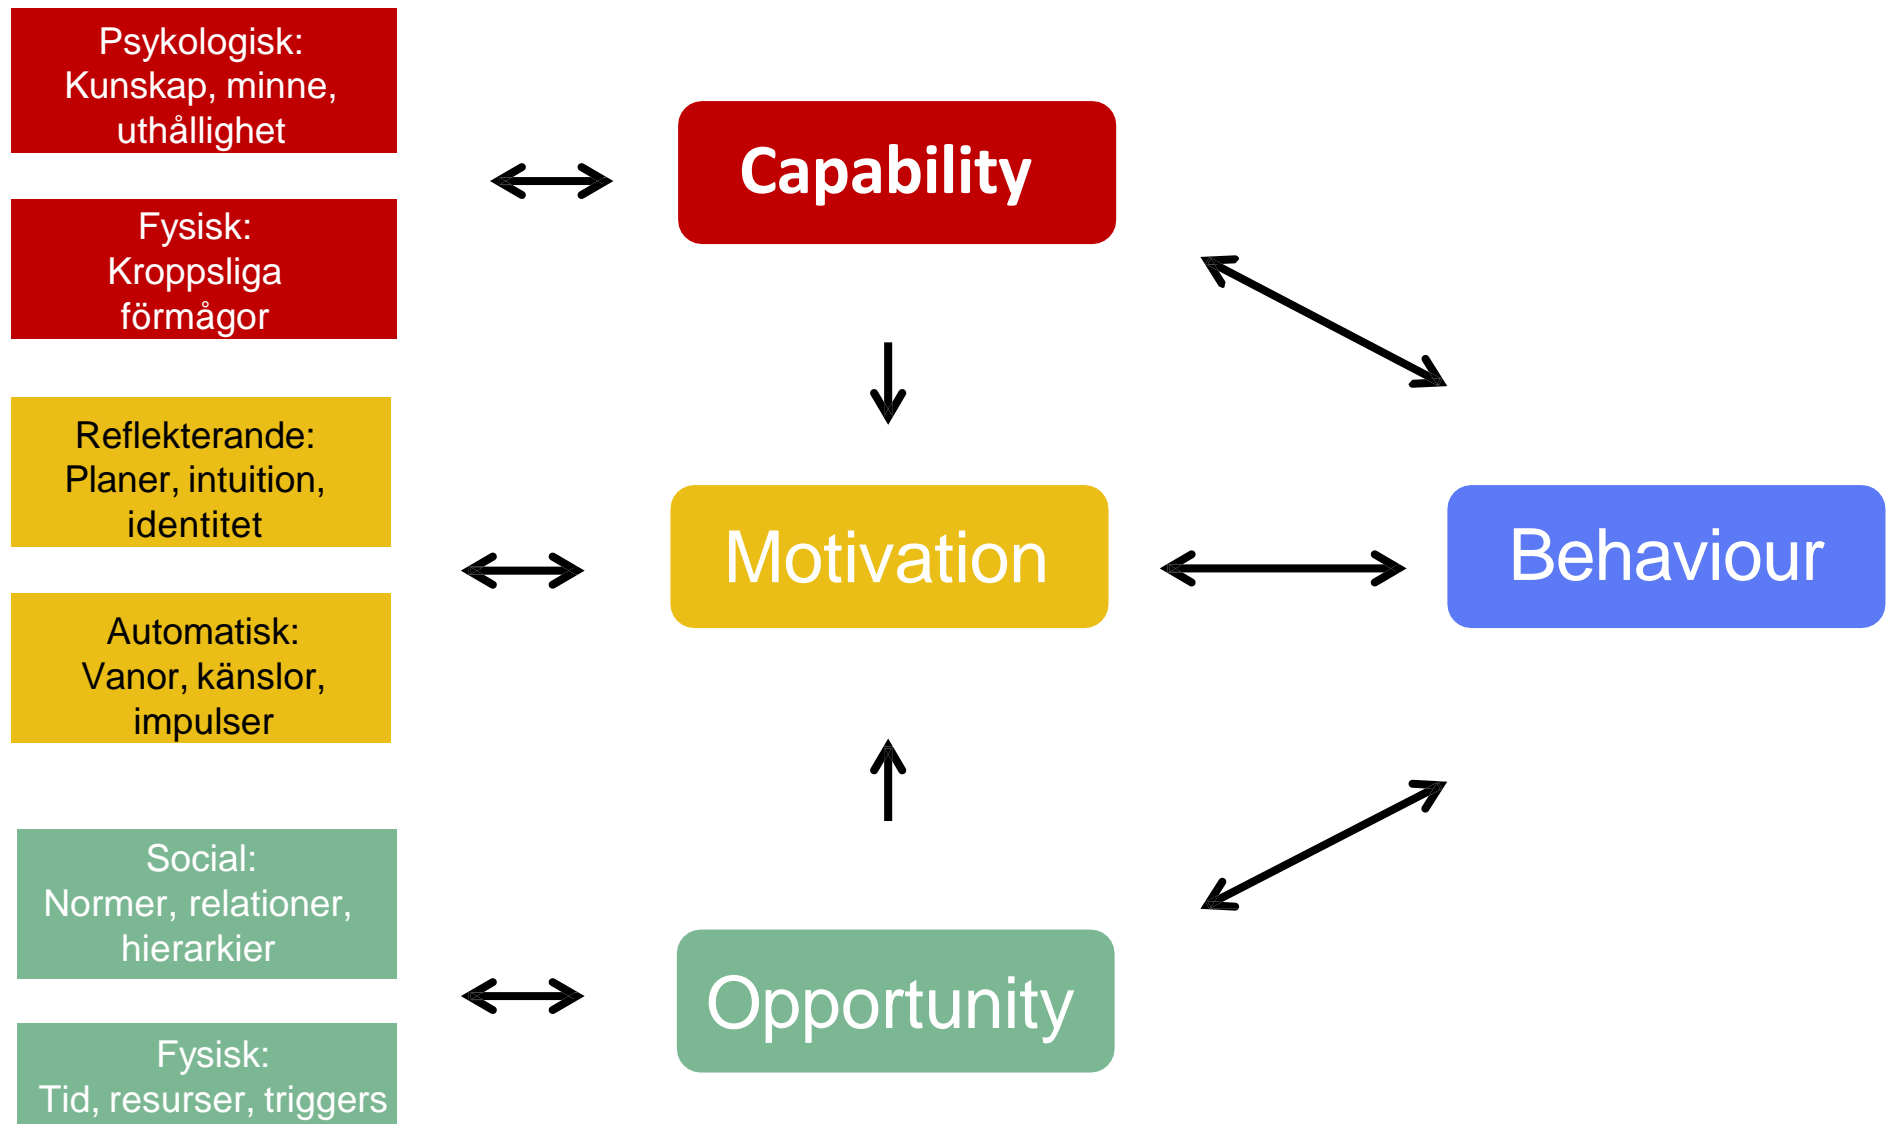 Psykologisk:
Kunskap, minne,
uthållighet
Capability
Fysisk:
Kroppsliga
förmågor
Reflekterande:
Planer, intuition,
identitet
Motivation
Behaviour
Automatisk:
Vanor, känslor,
impulser
Social:
Normer, relationer,
hierarkier
Opportunity
Fysisk:
Tid, resurser, triggers